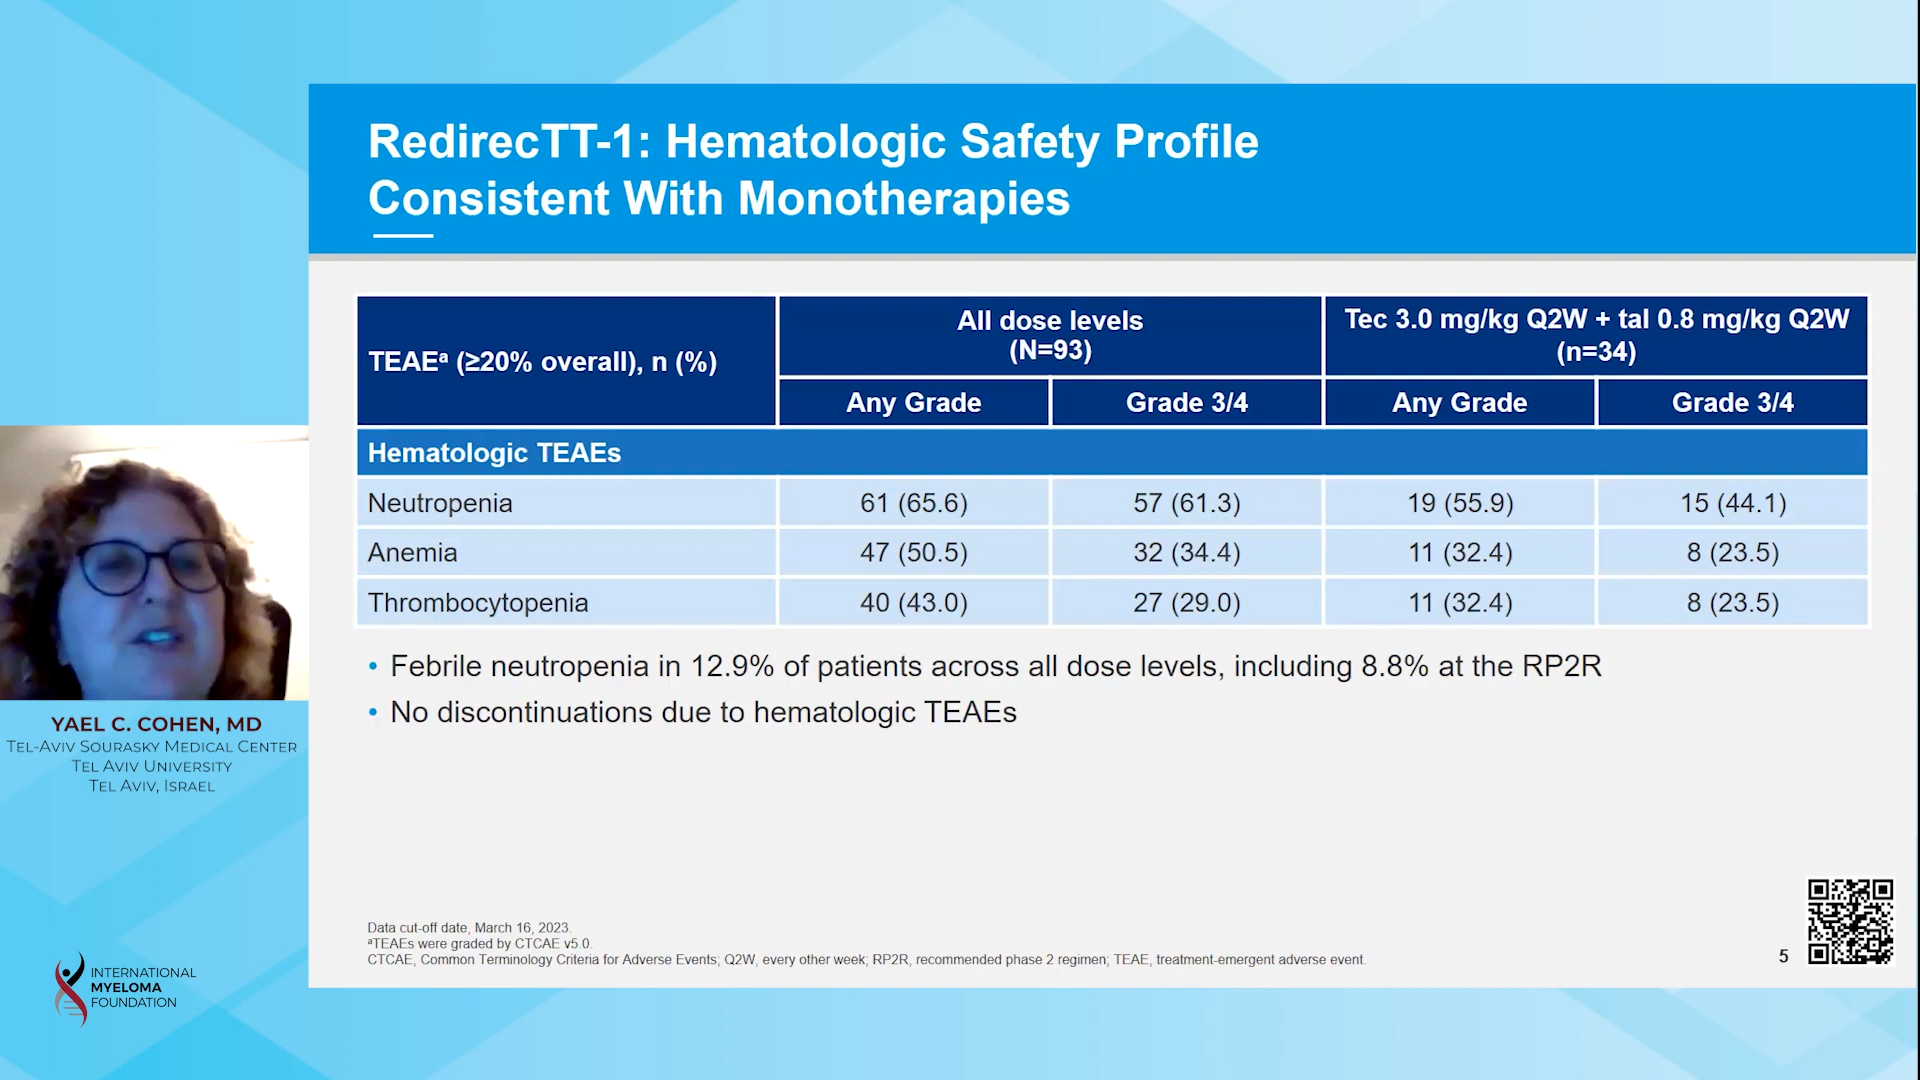 RedirecTT-1: Hematologic Safety Profile
Consistent With Monotherapies
TEAEᵃ (≥20% overall), n (%)
All dose levels
(N=93)
Tec 3.0 mg/kg Q2W + tal 0.8 mg/kg Q2W
(n=34)
Any Grade
Grade 3/4
Any Grade
Grade 3/4
Hematologic TEAEs
Neutropenia 61 (65.6) 57 (61.3) 19 (55.9) 15 (44.1)
Anemia 47 (50.5) 32 (34.4) 11 (32.4) 8 (23.5)
Thrombocytopenia 40 (43.0) 27 (29.0) 11 (32.4) 8 (23.5)
• Febrile neutropenia in 12.9% of patients across all dose levels, including 8.8% at the RP2R
• No discontinuations due to hematologic TEAEs
YAEL C. COHEN, MD
TEL-AVIV SOURASKY MEDICAL CENTER
TEL AVIV UNIVERSITY
TEL AVIV, ISRAEL
Data cut-off date, March 16, 2023.
ᵃTEAEs were graded by CTCAE v5.0.
CTCAE, Common Terminology Criteria for Adverse Events; Q2W, every other week; RP2R, recommended phase 2 regimen; TEAE, treatment-emergent adverse event.
5
INTERNATIONAL
MYELOMA
FOUNDATION